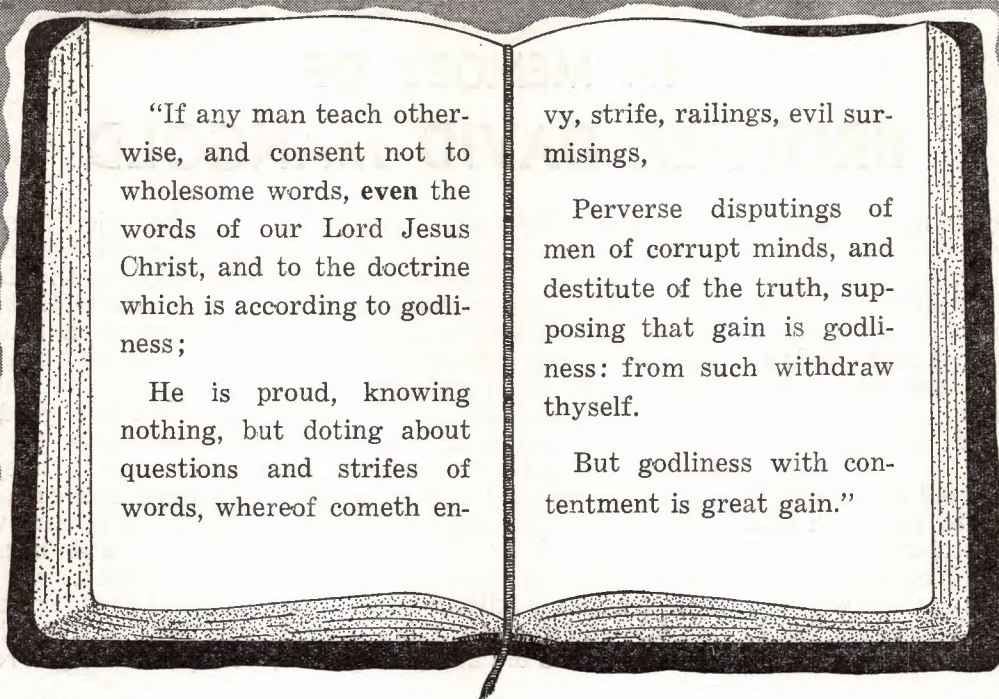 “If any man teach other-
wise, and consent not to
wholesome words, even the
words of our Lord Jesus
Christ, and to the doctrine
which is according to godli-
ness;
He is proud, knowing
nothing, but doting about
questions and strifes of
words, whereof cometh en-
vy, strife, railings, evil sur-
misings,
Perverse disputings of
men of corrupt minds, and
destitute of the truth, sup-
posing that gain is godli-
ness: from such withdraw
thyself.
But godliness with con-
tentment is great gain.”